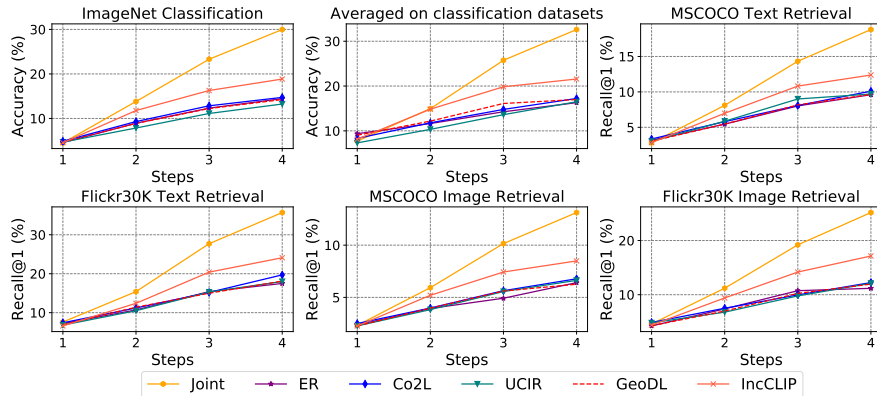 ImageNet Classification
Averaged on classification datasets
MSCOCO Text Retrieval
Accuracy (%)
30
20
10
1 2 3 4
Steps
Accuracy (%)
30
20
10
1 2 3 4
Steps
Recall@1 (%)
15
10
5
1 2 3 4
Steps
Flickr30K Text Retrieval
MSCOCO Image Retrieval
Flickr30K Image Retrieval
Recall@1 (%)
30
20
10
1 2 3 4
Steps
Recall@1 (%)
10
5
1 2 3 4
Steps
Recall@1 (%)
20
10
1 2 3 4
Steps
Joint ER Co2L UCIR GeoDL IncCLIP